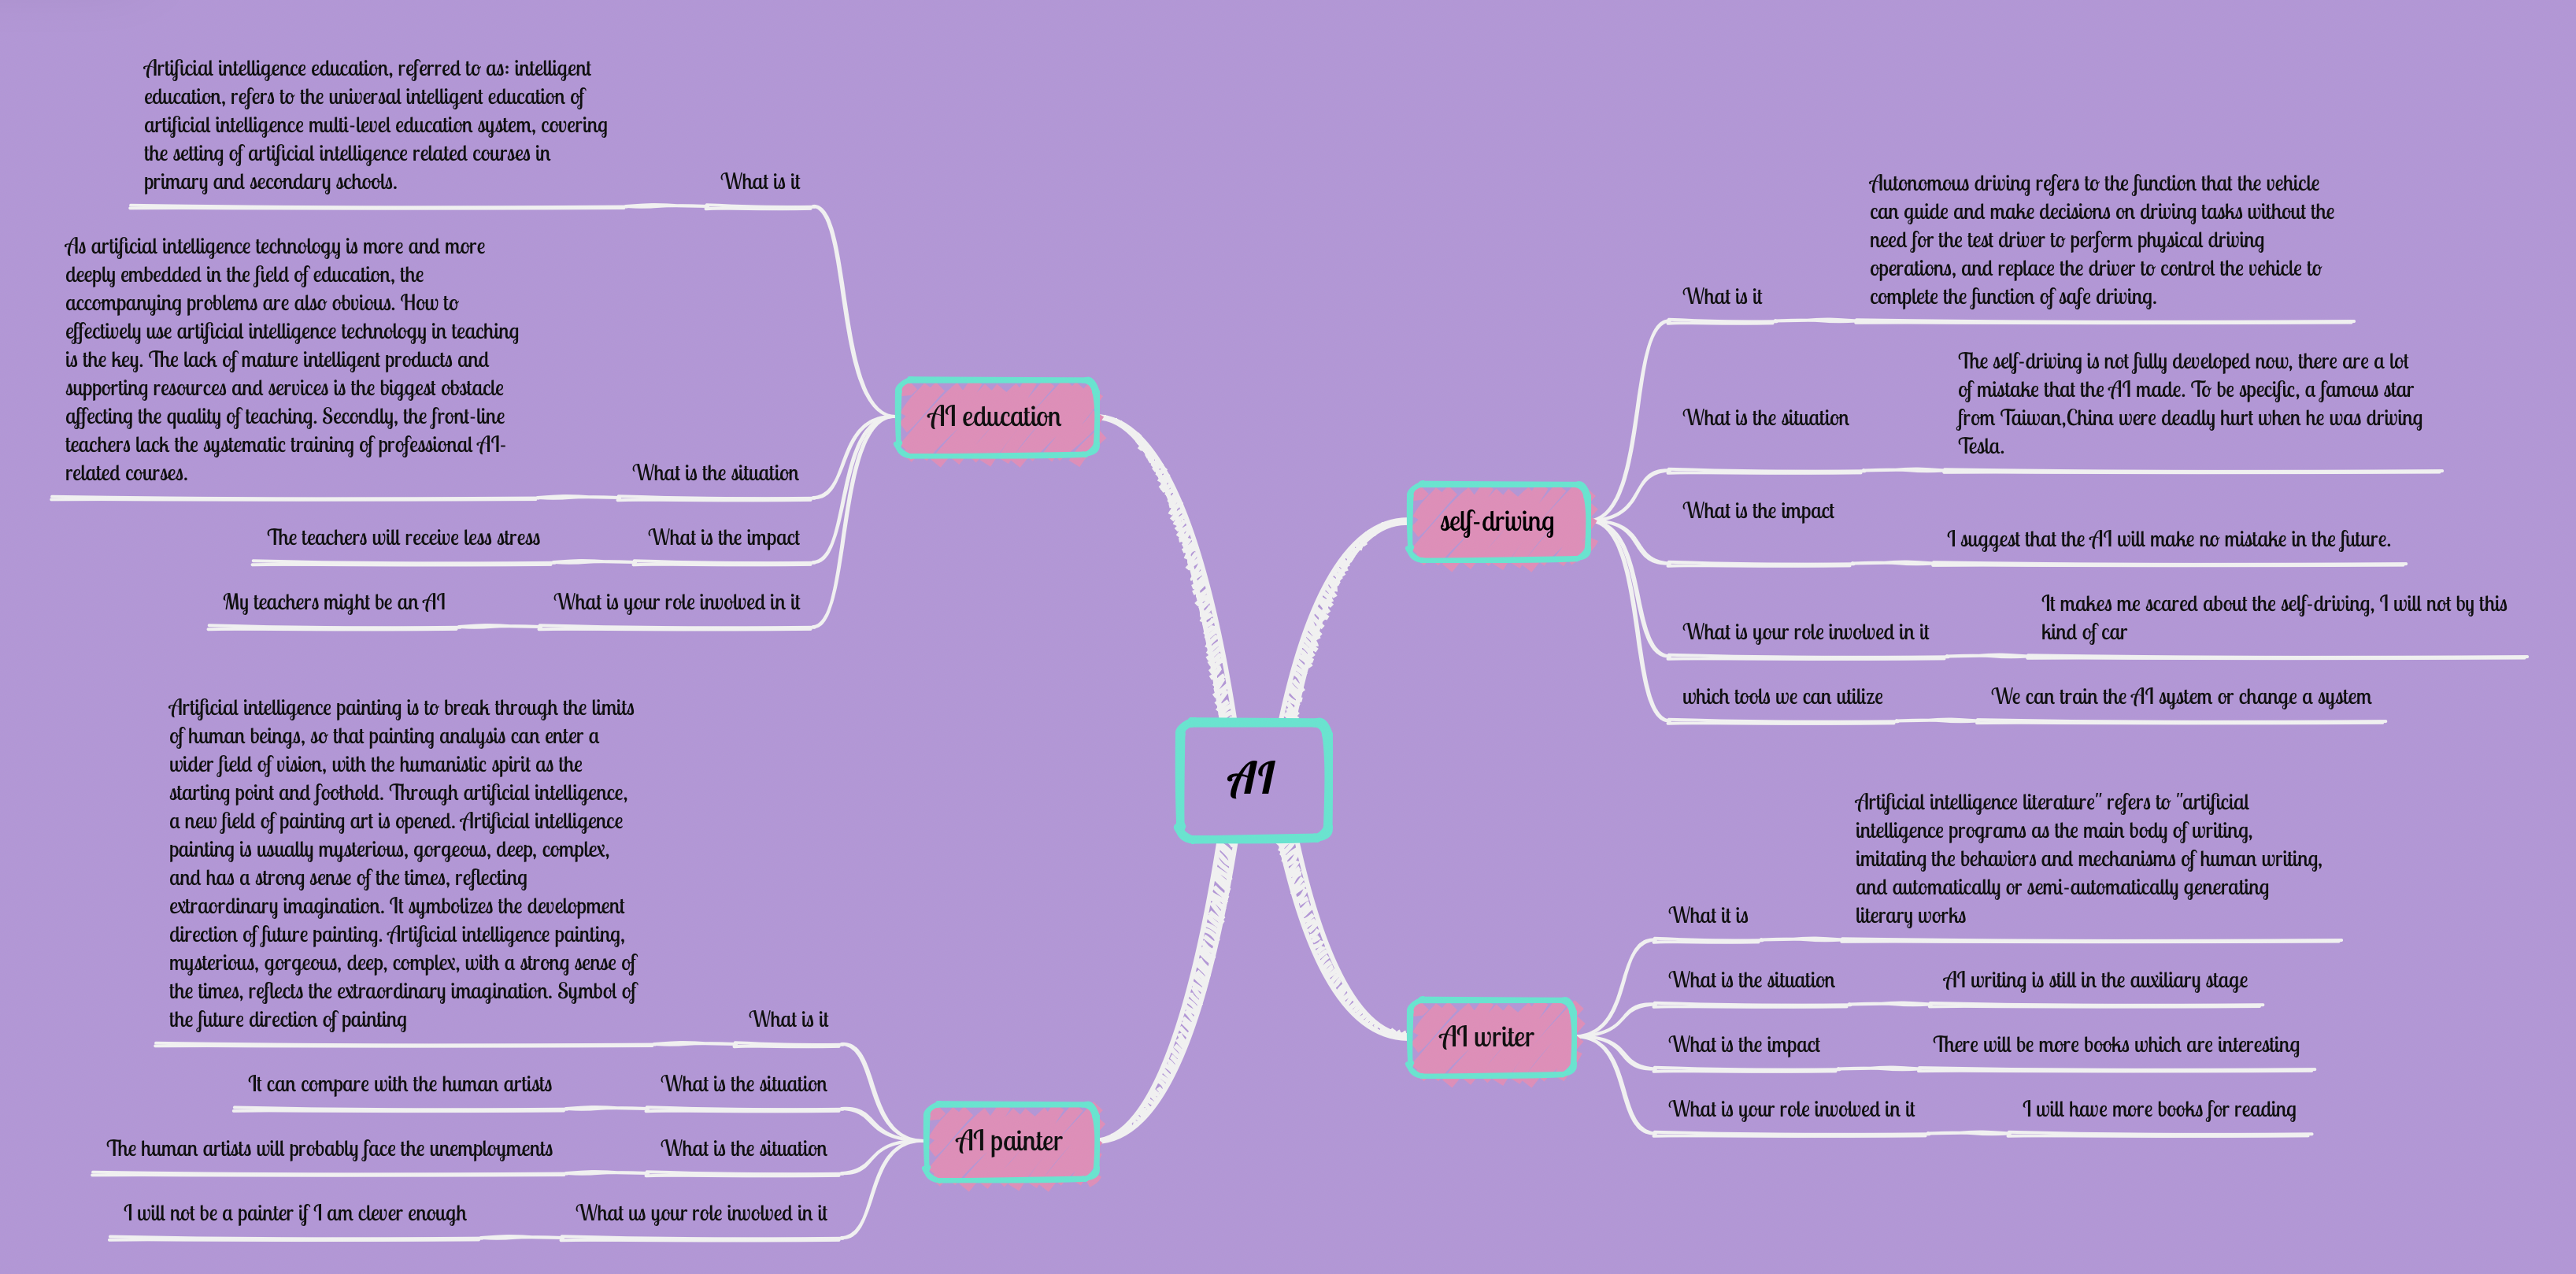 AI
AI education
What is it
Artificial intelligence education, referred to as: intelligent
education, refers to the universal intelligent education of
artificial intelligence multi-level education system, covering
the setting of artificial intelligence related courses in
primary and secondary schools.
What is the situation
As artificial intelligence technology is more and more
deeply embedded in the field of education, the
accompanying problems are also obvious. How to
effectively use artificial intelligence technology in teaching
is the key. The lack of mature intelligent products and
supporting resources and services is the biggest obstacle
affecting the quality of teaching. Secondly, the front-line
teachers lack the systematic training of professional AI-
related courses.
What is the impact
The teachers will receive less stress
What is your role involved in it
My teachers might be an AI
self-driving
What is it
Autonomous driving refers to the function that the vehicle
can guide and make decisions on driving tasks without the
need for the test driver to perform physical driving
operations, and replace the driver to control the vehicle to
complete the function of safe driving.
What is the situation
The self-driving is not fully developed now, there are a lot
of mistake that the AI made. To be specific, a famous star
from Taiwan,China were deadly hurt when he was driving
Tesla.
What is the impact
I suggest that the AI will make no mistake in the future.
What is your role involved in it
It makes me scared about the self-driving, I will not by this
kind of car
which tools we can utilize
We can train the AI system or change a system
AI painter
What is it
Artificial intelligence painting is to break through the limits
of human beings, so that painting analysis can enter a
wider field of vision, with the humanistic spirit as the
starting point and foothold. Through artificial intelligence,
a new field of painting art is opened. Artificial intelligence
painting is usually mysterious, gorgeous, deep, complex,
and has a strong sense of the times, reflecting
extraordinary imagination. It symbolizes the development
direction of future painting. Artificial intelligence painting,
mysterious, gorgeous, deep, complex, with a strong sense of
the times, reflects the extraordinary imagination. Symbol of
the future direction of painting
What is the situation
It can compare with the human artists
What is the situation
The human artists will probably face the unemployments
What us your role involved in it
I will not be a painter if I am clever enough
AI writer
What it is
Artificial intelligence literature" refers to "artificial
intelligence programs as the main body of writing,
imitating the behaviors and mechanisms of human writing,
and automatically or semi-automatically generating
literary works
What is the situation
AI writing is still in the auxiliary stage
What is the impact
There will be more books which are interesting
What is your role involved in it
I will have more books for reading